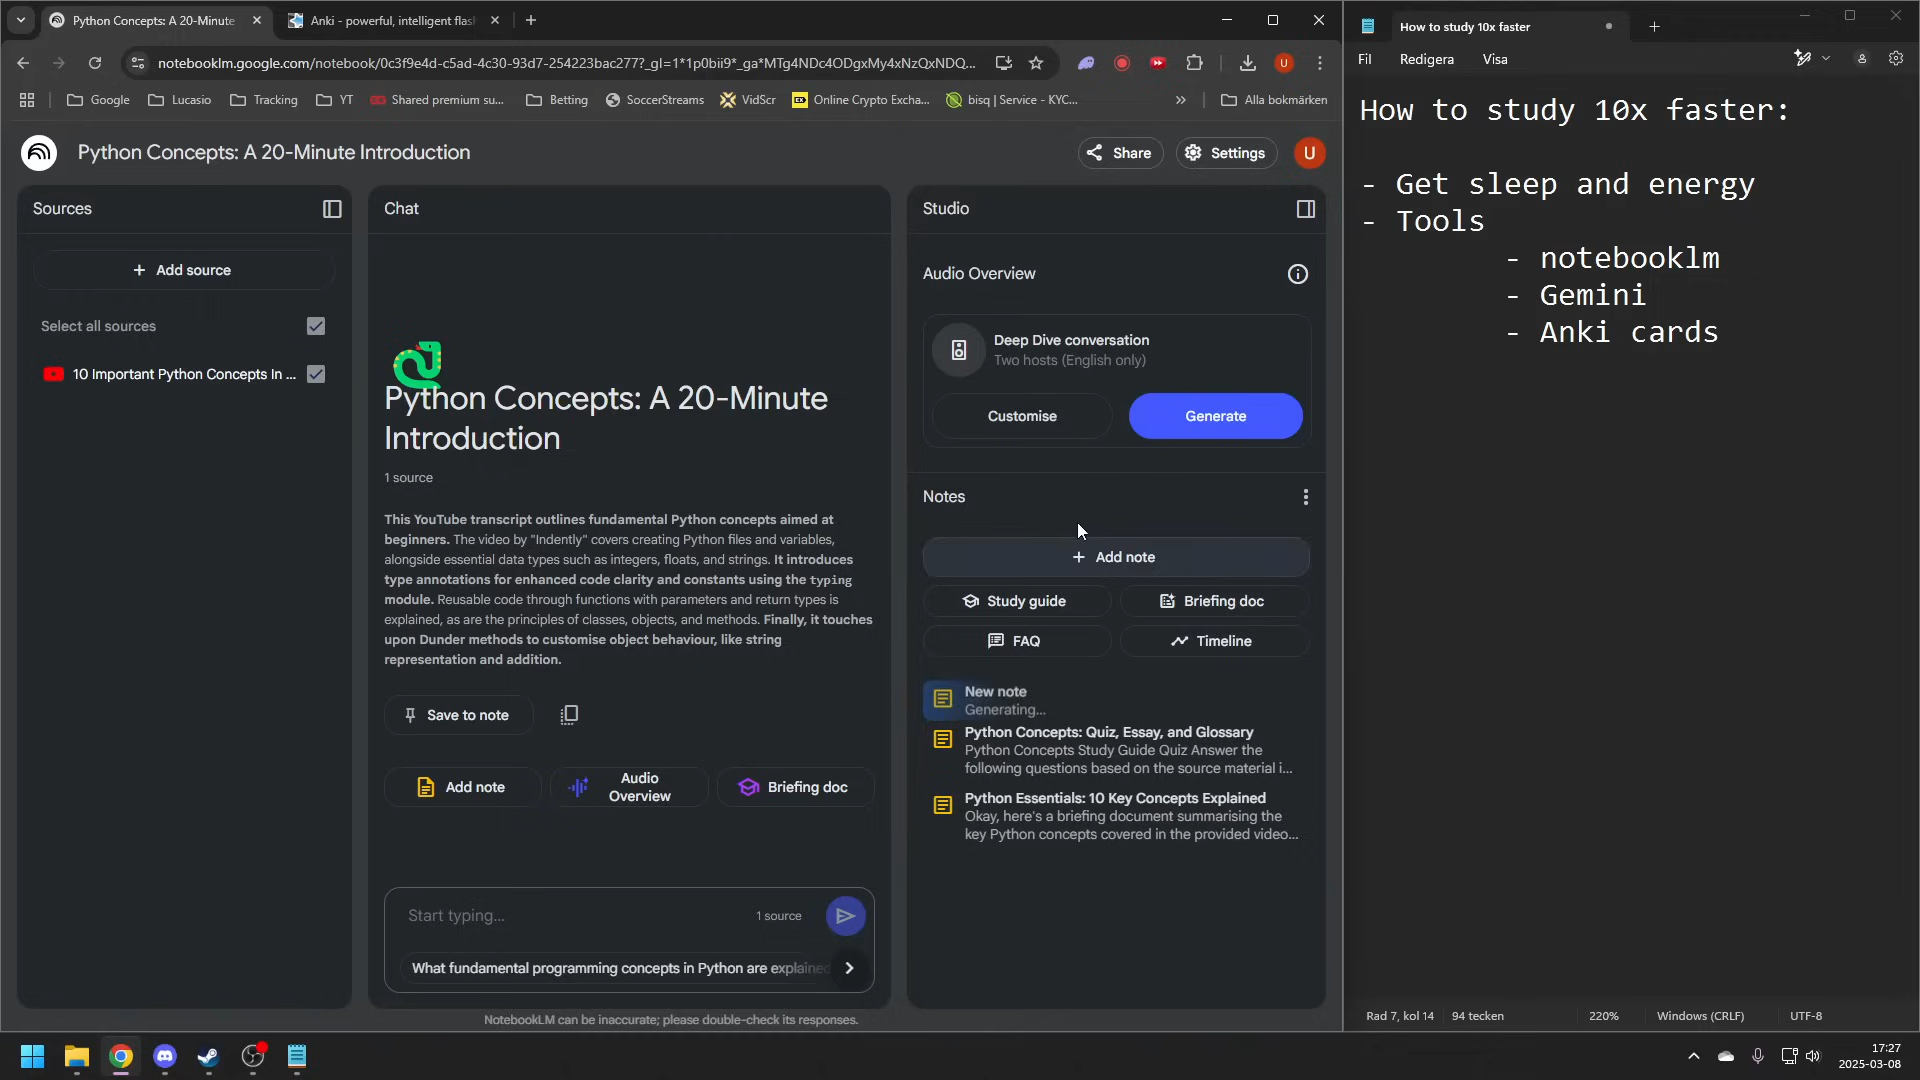 Python Concepts: A 20-Minute
Anki - powerful, intelligent flas
How to study 10x faster
notebooklm.google.com/notebook/0c3f9e4d-c5ad-4c30-93d7-254223bac277?_gl=1*1p0bii9*_ga*MTg4NDc4ODgxMy4xNzQxNDQ...
Fil
Redigera
Visa
Google
Lucasio
Tracking
YT
Shared premium su...
Betting
SoccerStreams
VidScr
Online Crypto Excha...
bisq | Service - KYC...
Alla bokmärken
Python Concepts: A 20-Minute Introduction
Share
Settings
U
Sources
Add source
Select all sources
10 Important Python Concepts In ...
Chat
Python Concepts: A 20-Minute
Introduction
1 source
This YouTube transcript outlines fundamental Python concepts aimed at
beginners. The video by "Indently" covers creating Python files and variables,
alongside essential data types such as integers, floats, and strings. It introduces
type annotations for enhanced code clarity and constants using the typing
module. Reusable code through functions with parameters and return types is
explained, as are the principles of classes, objects, and methods. Finally, it touches
upon Dunder methods to customise object behaviour, like string
representation and addition.
Save to note
Add note
Audio
Overview
Briefing doc
Start typing...
1 source
What fundamental programming concepts in Python are explained
NotebookLM can be inaccurate; please double-check its responses.
Studio
Audio Overview
Deep Dive conversation
Two hosts (English only)
Customise
Generate
Notes
Add note
Study guide
Briefing doc
FAQ
Timeline
New note
Generating...
Python Concepts: Quiz, Essay, and Glossary
Python Concepts Study Guide Quiz Answer the
following questions based on the source material i...
Python Essentials: 10 Key Concepts Explained
Okay, here's a briefing document summarising the
key Python concepts covered in the provided video...
How to study 10x faster:
- Get sleep and energy
- Tools
- notebooklm
- Gemini
- Anki cards
Rad 7, kol 14
94 tecken
220%
Windows (CRLF)
UTF-8
17:27
2025-03-08